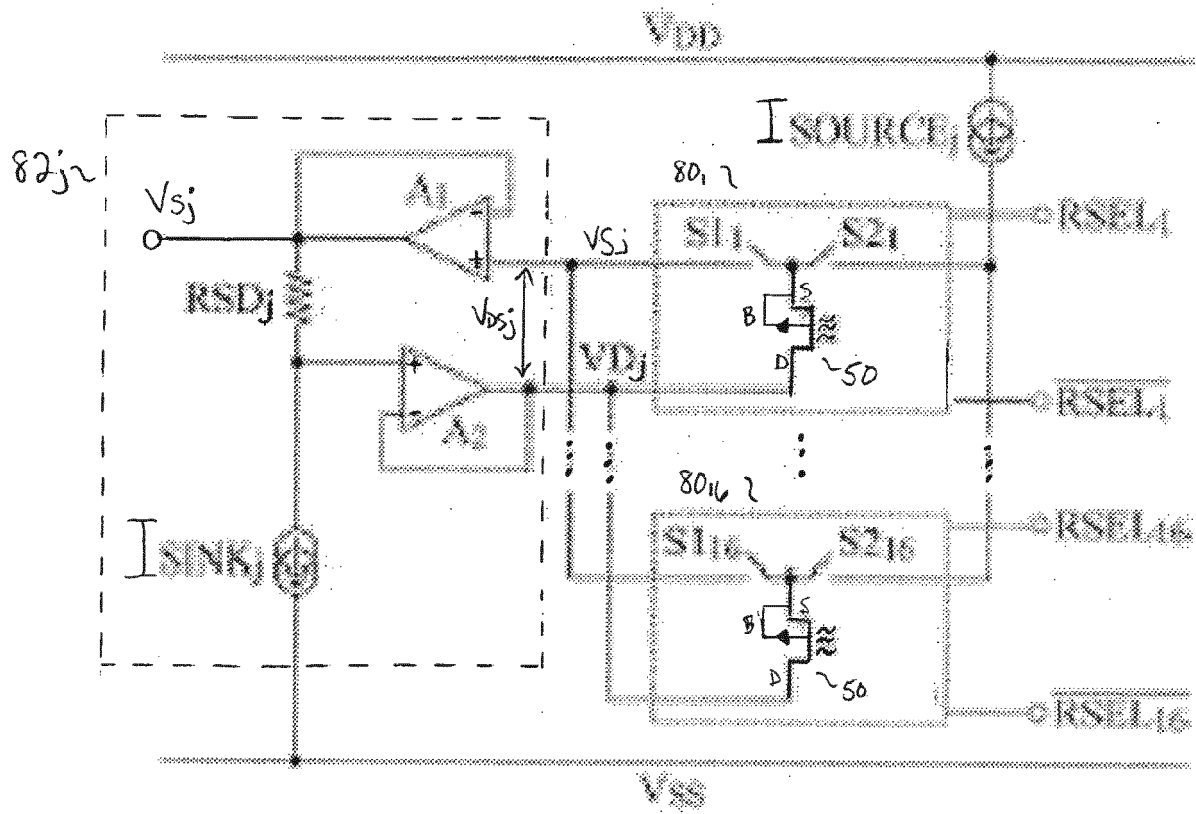 VDD
82j
ISOURCEj
801
VSj
A1
RSEL1
S11
S21
VSj
-
+
S
RSDj
VDSj
B
VDj
D
50
+
-
A2
RSEL1
8016
RSEL16
S116
S216
ISINKj
S
B
D
50
RSEL16
VSS